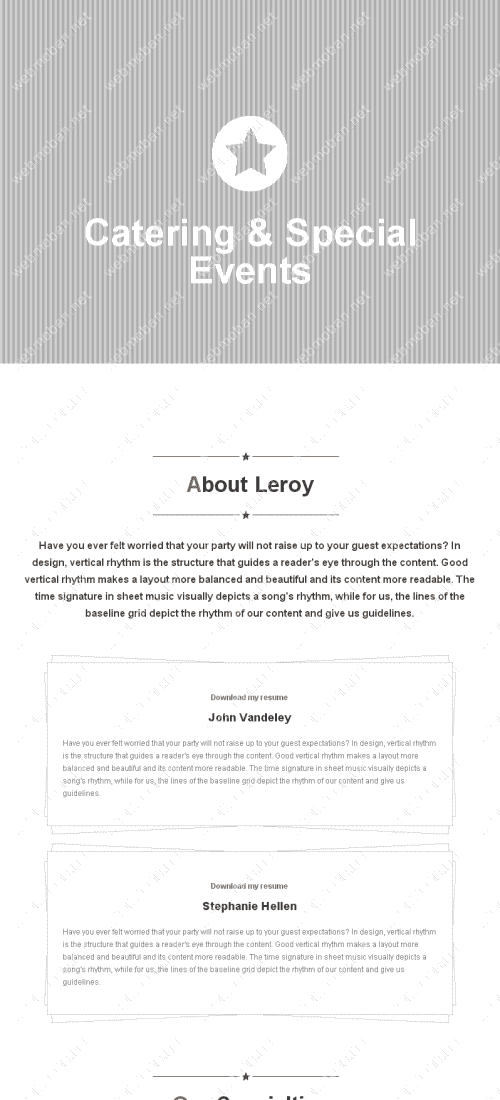 Catering & Special
Events
About Leroy
Have you ever felt worried that your party will not raise up to your guest expectations? In
design, vertical rhythm is the structure that guides a reader's eye through the content. Good
vertical rhythm makes a layout more balanced and beautiful and its content more readable. The
time signature in sheet music visually depicts a song's rhythm, while for us, the lines of the
baseline grid depict the rhythm of our content and give us guidelines.
Download my resume
John Vandeley
Have you ever felt worried that your party will not raise up to your guest expectations? In design, vertical rhythm
is the structure that guides a reader's eye through the content. Good vertical rhythm makes a layout more
balanced and beautiful and its content more readable. The time signature in sheet music visually depicts a
song's rhythm, while for us, the lines of the baseline grid depict the rhythm of our content and give us
guidelines.
Download my resume
Stephanie Hellen
Have you ever felt worried that your party will not raise up to your guest expectations? In design, vertical rhythm
is the structure that guides a reader's eye through the content. Good vertical rhythm makes a layout more
balanced and beautiful and its content more readable. The time signature in sheet music visually depicts a
song's rhythm, while for us, the lines of the baseline grid depict the rhythm of our content and give us
guidelines.
webmoban.net